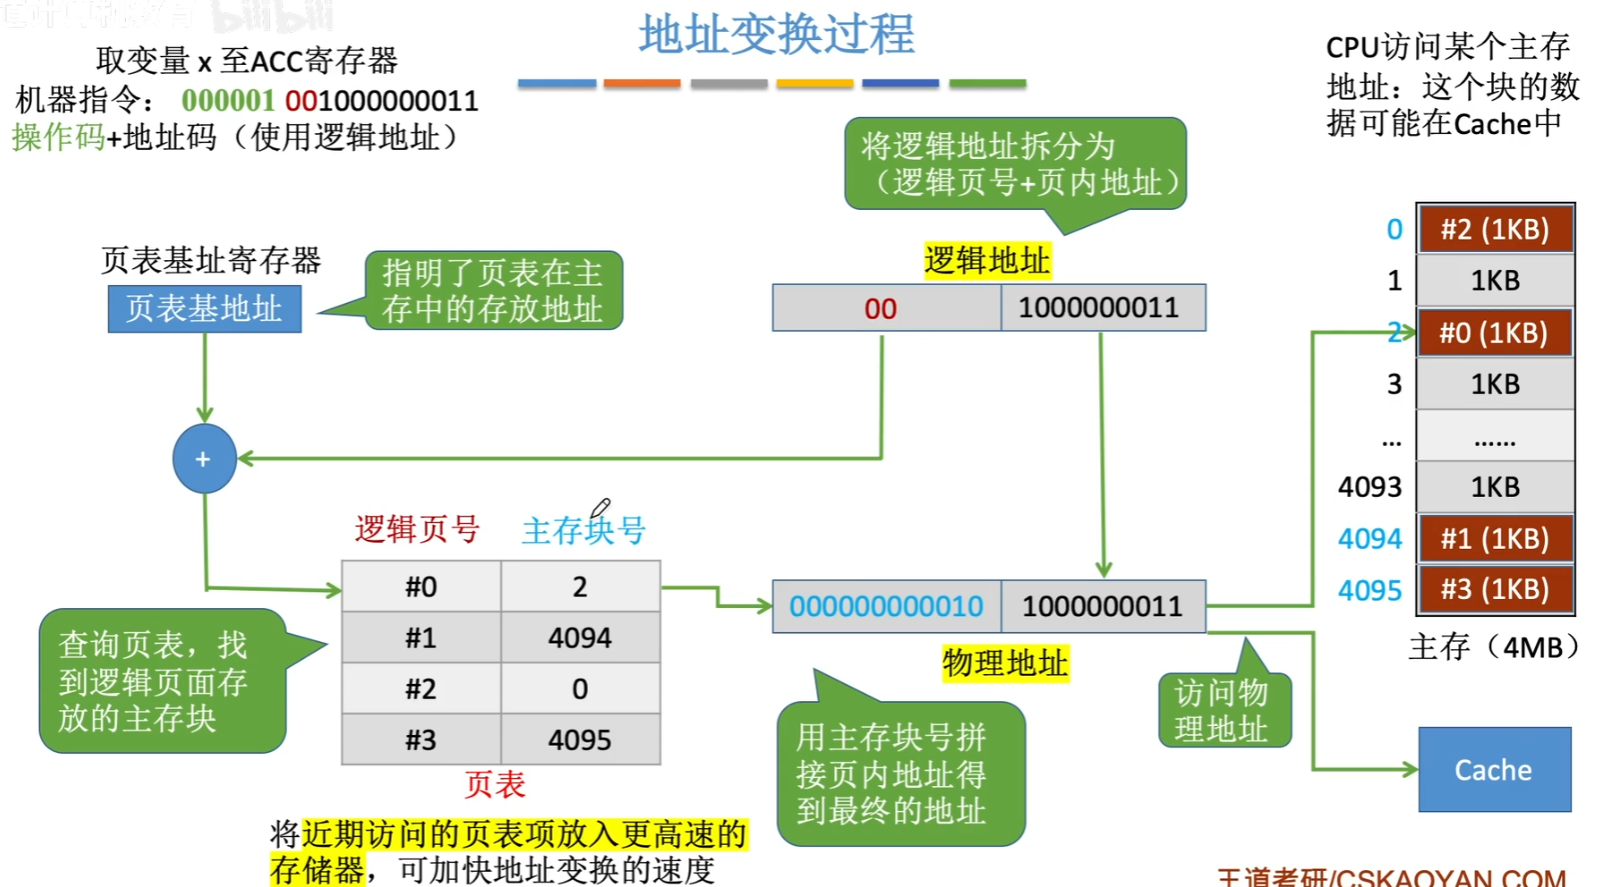 bilibili
地址变换过程
取变量 x 至ACC寄存器
机器指令： 000001 001000000011
操作码+地址码（使用逻辑地址）
CPU访问某个主存
地址：这个块的数
据可能在Cache中
将逻辑地址拆分为
（逻辑页号+页内地址）
页表基址寄存器
页表基地址
指明了页表在主
存中的存放地址
逻辑地址
00 1000000011
+
逻辑页号 主存块号
#0 2
#1 4094
#2 0
#3 4095
页表
查询页表，找
到逻辑页面存
放的主存块
将近期访问的页表项放入更高速的
存储器，可加快地址变换的速度
000000000010 1000000011
物理地址
用主存块号拼
接页内地址得
到最终的地址
访问物
理地址
0 #2 (1KB)
1 1KB
2 #0 (1KB)
3 1KB
... ......
4093 1KB
4094 #1 (1KB)
4095 #3 (1KB)
主存（4MB）
Cache
王道考研/CSKAOYAN.COM